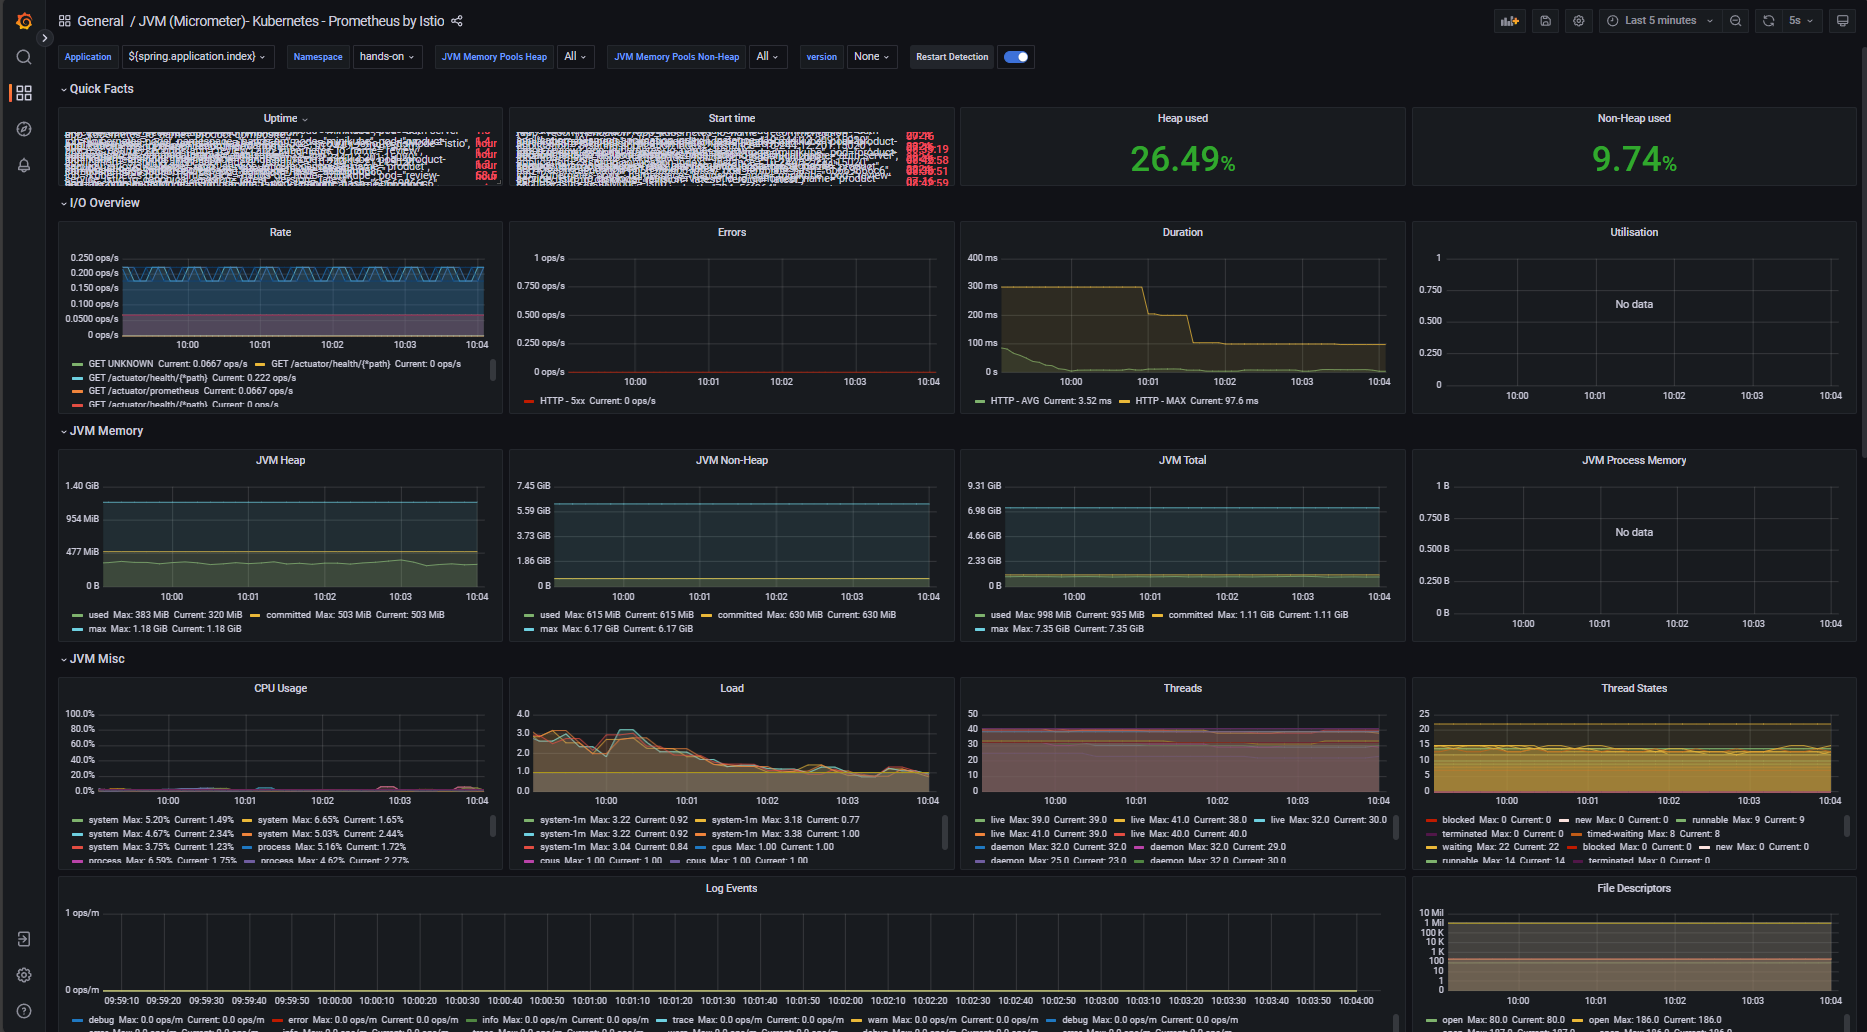 General / JVM (Micrometer)- Kubernetes - Prometheus by Istio
Last 5 minutes
5s
Application ${spring.application.index} Namespace hands-on JVM Memory Pools Heap All JVM Memory Pools Non-Heap All version None Restart Detection
Quick Facts
Uptime
Start time
Heap used
26.49%
Non-Heap used
9.74%
I/O Overview
Rate
0.250 ops/s
0.200 ops/s
0.150 ops/s
0.100 ops/s
0.0500 ops/s
0 ops/s
10:00 10:01 10:02 10:03 10:04
GET UNKNOWN Current: 0.0667 ops/s GET /actuator/health/{*path} Current: 0 ops/s
GET /actuator/health/{*path} Current: 0.222 ops/s
GET /actuator/prometheus Current: 0.0667 ops/s
GET /actuator/health/{*path} Current: 0 ops/s
Errors
1 ops/s
0.750 ops/s
0.500 ops/s
0.250 ops/s
0 ops/s
10:00 10:01 10:02 10:03 10:04
HTTP - 5xx Current: 0 ops/s
Duration
400 ms
300 ms
200 ms
100 ms
0 s
10:00 10:01 10:02 10:03 10:04
HTTP - AVG Current: 3.52 ms HTTP - MAX Current: 97.6 ms
Utilisation
1
0.750
0.500
0.250
0
No data
10:00 10:01 10:02 10:03 10:04
JVM Memory
JVM Heap
1.40 GiB
954 MiB
477 MiB
0 B
10:00 10:01 10:02 10:03 10:04
used Max: 383 MiB Current: 320 MiB committed Max: 503 MiB Current: 503 MiB
max Max: 1.18 GiB Current: 1.18 GiB
JVM Non-Heap
7.45 GiB
5.59 GiB
3.73 GiB
1.86 GiB
0 B
10:00 10:01 10:02 10:03 10:04
used Max: 615 MiB Current: 615 MiB committed Max: 630 MiB Current: 630 MiB
max Max: 6.17 GiB Current: 6.17 GiB
JVM Total
9.31 GiB
6.98 GiB
4.66 GiB
2.33 GiB
0 B
10:00 10:01 10:02 10:03 10:04
used Max: 998 MiB Current: 935 MiB committed Max: 1.11 GiB Current: 1.11 GiB
max Max: 7.35 GiB Current: 7.35 GiB
JVM Process Memory
1 B
0.750 B
0.500 B
0.250 B
0 B
No data
10:00 10:01 10:02 10:03 10:04
JVM Misc
CPU Usage
100.0%
80.0%
60.0%
40.0%
20.0%
0.0%
10:00 10:01 10:02 10:03 10:04
system Max: 5.20% Current: 1.49% system Max: 6.65% Current: 1.65%
system Max: 4.67% Current: 2.34% system Max: 5.03% Current: 2.44%
system Max: 3.75% Current: 1.23% process Max: 5.16% Current: 1.72%
process Max: 6.59% Current: 1.75% process Max: 4.62% Current: 2.27%
Load
4.0
3.0
2.0
1.0
0.0
10:00 10:01 10:02 10:03 10:04
system-1m Max: 3.22 Current: 0.92 system-1m Max: 3.18 Current: 0.77
system-1m Max: 3.22 Current: 0.92 system-1m Max: 3.38 Current: 1.00
system-1m Max: 3.04 Current: 0.84 cpus Max: 1.00 Current: 1.00
cpus Max: 1.00 Current: 1.00 cpus Max: 1.00 Current: 1.00
Threads
50
40
30
20
10
0
10:00 10:01 10:02 10:03 10:04
live Max: 39.0 Current: 39.0 live Max: 41.0 Current: 38.0 live Max: 32.0 Current: 30.0
live Max: 41.0 Current: 39.0 live Max: 40.0 Current: 40.0
daemon Max: 32.0 Current: 32.0 daemon Max: 32.0 Current: 29.0
daemon Max: 25.0 Current: 23.0 daemon Max: 32.0 Current: 30.0
Thread States
25
20
15
10
5
0
10:00 10:01 10:02 10:03 10:04
blocked Max: 0 Current: 0 new Max: 0 Current: 0 runnable Max: 9 Current: 9
terminated Max: 0 Current: 0 timed-waiting Max: 8 Current: 8
waiting Max: 22 Current: 22 blocked Max: 0 Current: 0 new Max: 0 Current: 0
runnable Max: 14 Current: 14 terminated Max: 0 Current: 0
Log Events
1 ops/m
0 ops/m
09:59:10 09:59:20 09:59:30 09:59:40 09:59:50 10:00:00 10:00:10 10:00:20 10:00:30 10:00:40 10:00:50 10:01:00 10:01:10 10:01:20 10:01:30 10:01:40 10:01:50 10:02:00 10:02:10 10:02:20 10:02:30 10:02:40 10:02:50 10:03:00 10:03:10 10:03:20 10:03:30 10:03:40 10:03:50 10:04:00
debug Max: 0.0 ops/m Current: 0.0 ops/m error Max: 0.0 ops/m Current: 0.0 ops/m info Max: 0.0 ops/m Current: 0.0 ops/m trace Max: 0.0 ops/m Current: 0.0 ops/m warn Max: 0.0 ops/m Current: 0.0 ops/m debug Max: 0.0 ops/m Current: 0.0 ops/m
File Descriptors
10 Mil
1 Mil
100 K
10 K
1 K
100
10
1
0
10:00 10:01 10:02 10:03 10:04
open Max: 80.0 Current: 80.0 open Max: 186.0 Current: 186.0